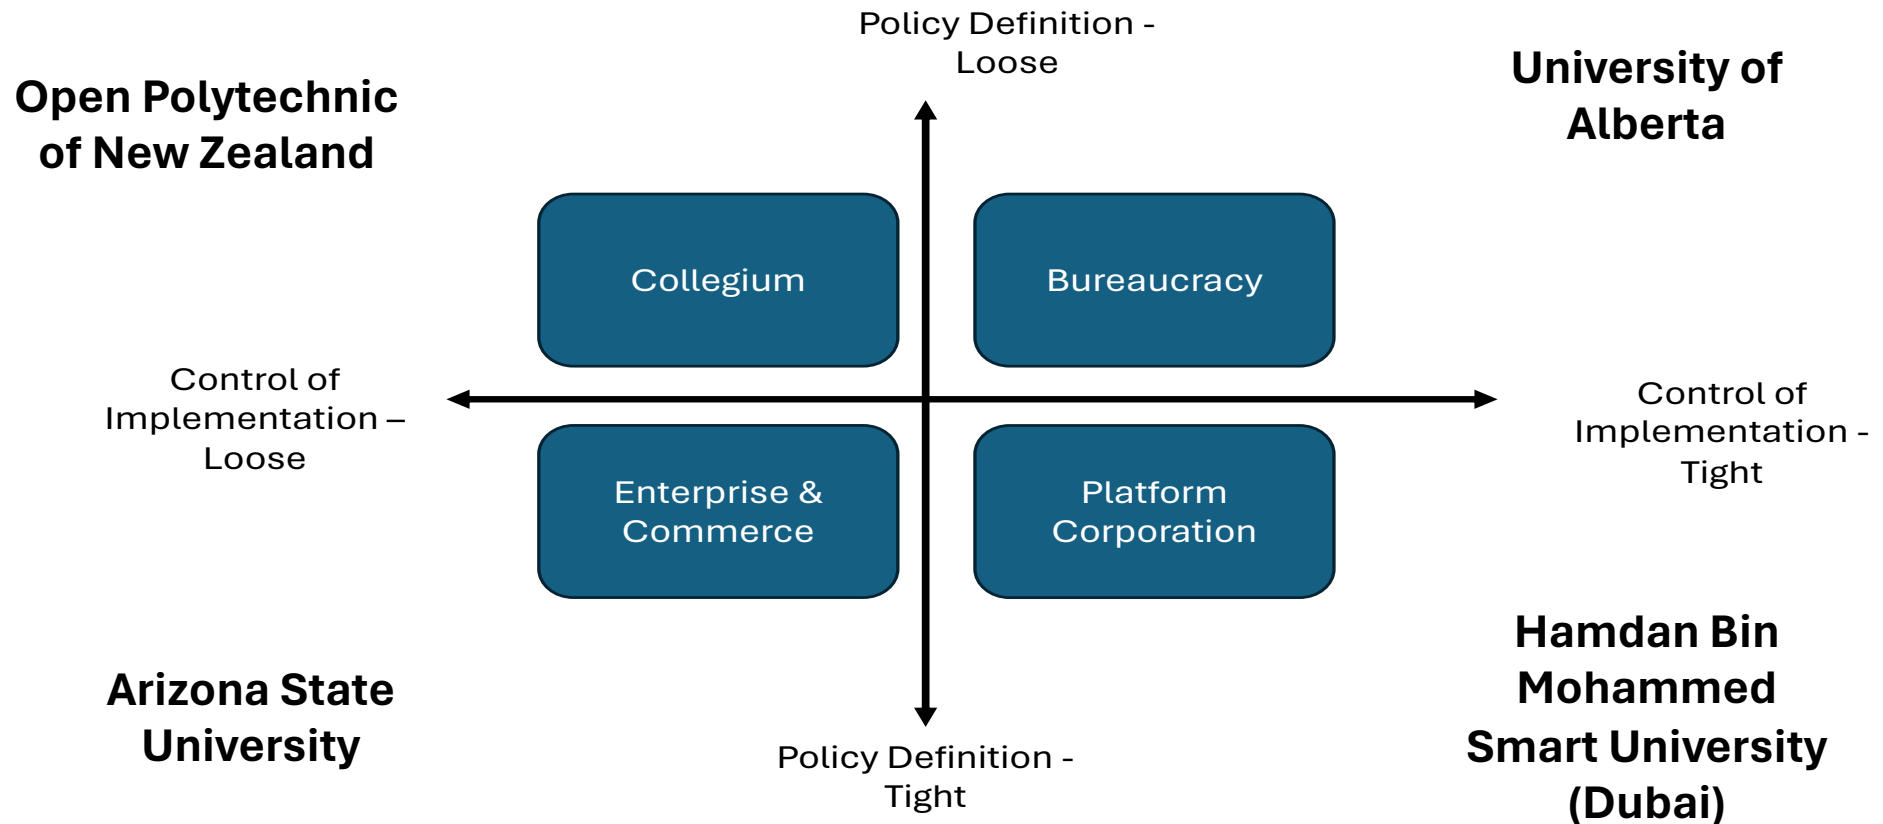 Policy Definition -
Loose
Open Polytechnic
of New Zealand
University of
Alberta
Collegium
Bureaucracy
Control of
Implementation –
Loose
Control of
Implementation -
Tight
Enterprise &
Commerce
Platform
Corporation
Arizona State
University
Policy Definition -
Tight
Hamdan Bin
Mohammed
Smart University
(Dubai)